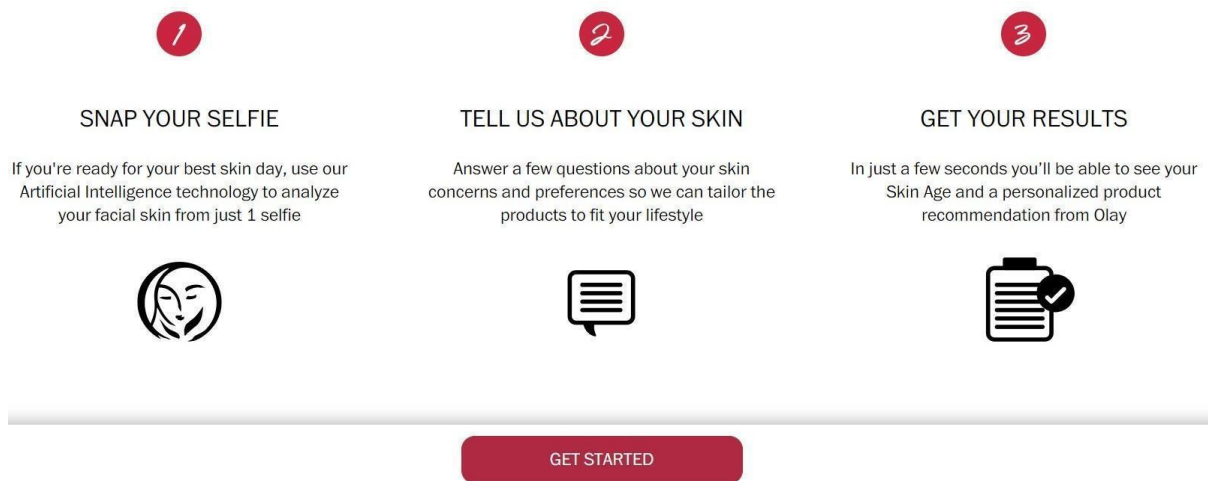 1
SNAP YOUR SELFIE
If you're ready for your best skin day, use our
Artificial Intelligence technology to analyze
your facial skin from just 1 selfie
2
TELL US ABOUT YOUR SKIN
Answer a few questions about your skin
concerns and preferences so we can tailor the
products to fit your lifestyle
3
GET YOUR RESULTS
In just a few seconds you’ll be able to see your
Skin Age and a personalized product
recommendation from Olay
GET STARTED